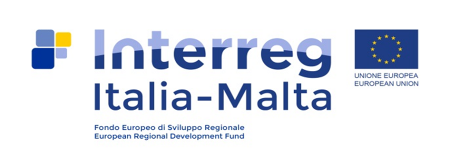 Interreg
Italia-Malta
UNIONE EUROPEA
EUROPEAN UNION
Fondo Europeo di Sviluppo Regionale
European Regional Development Fund